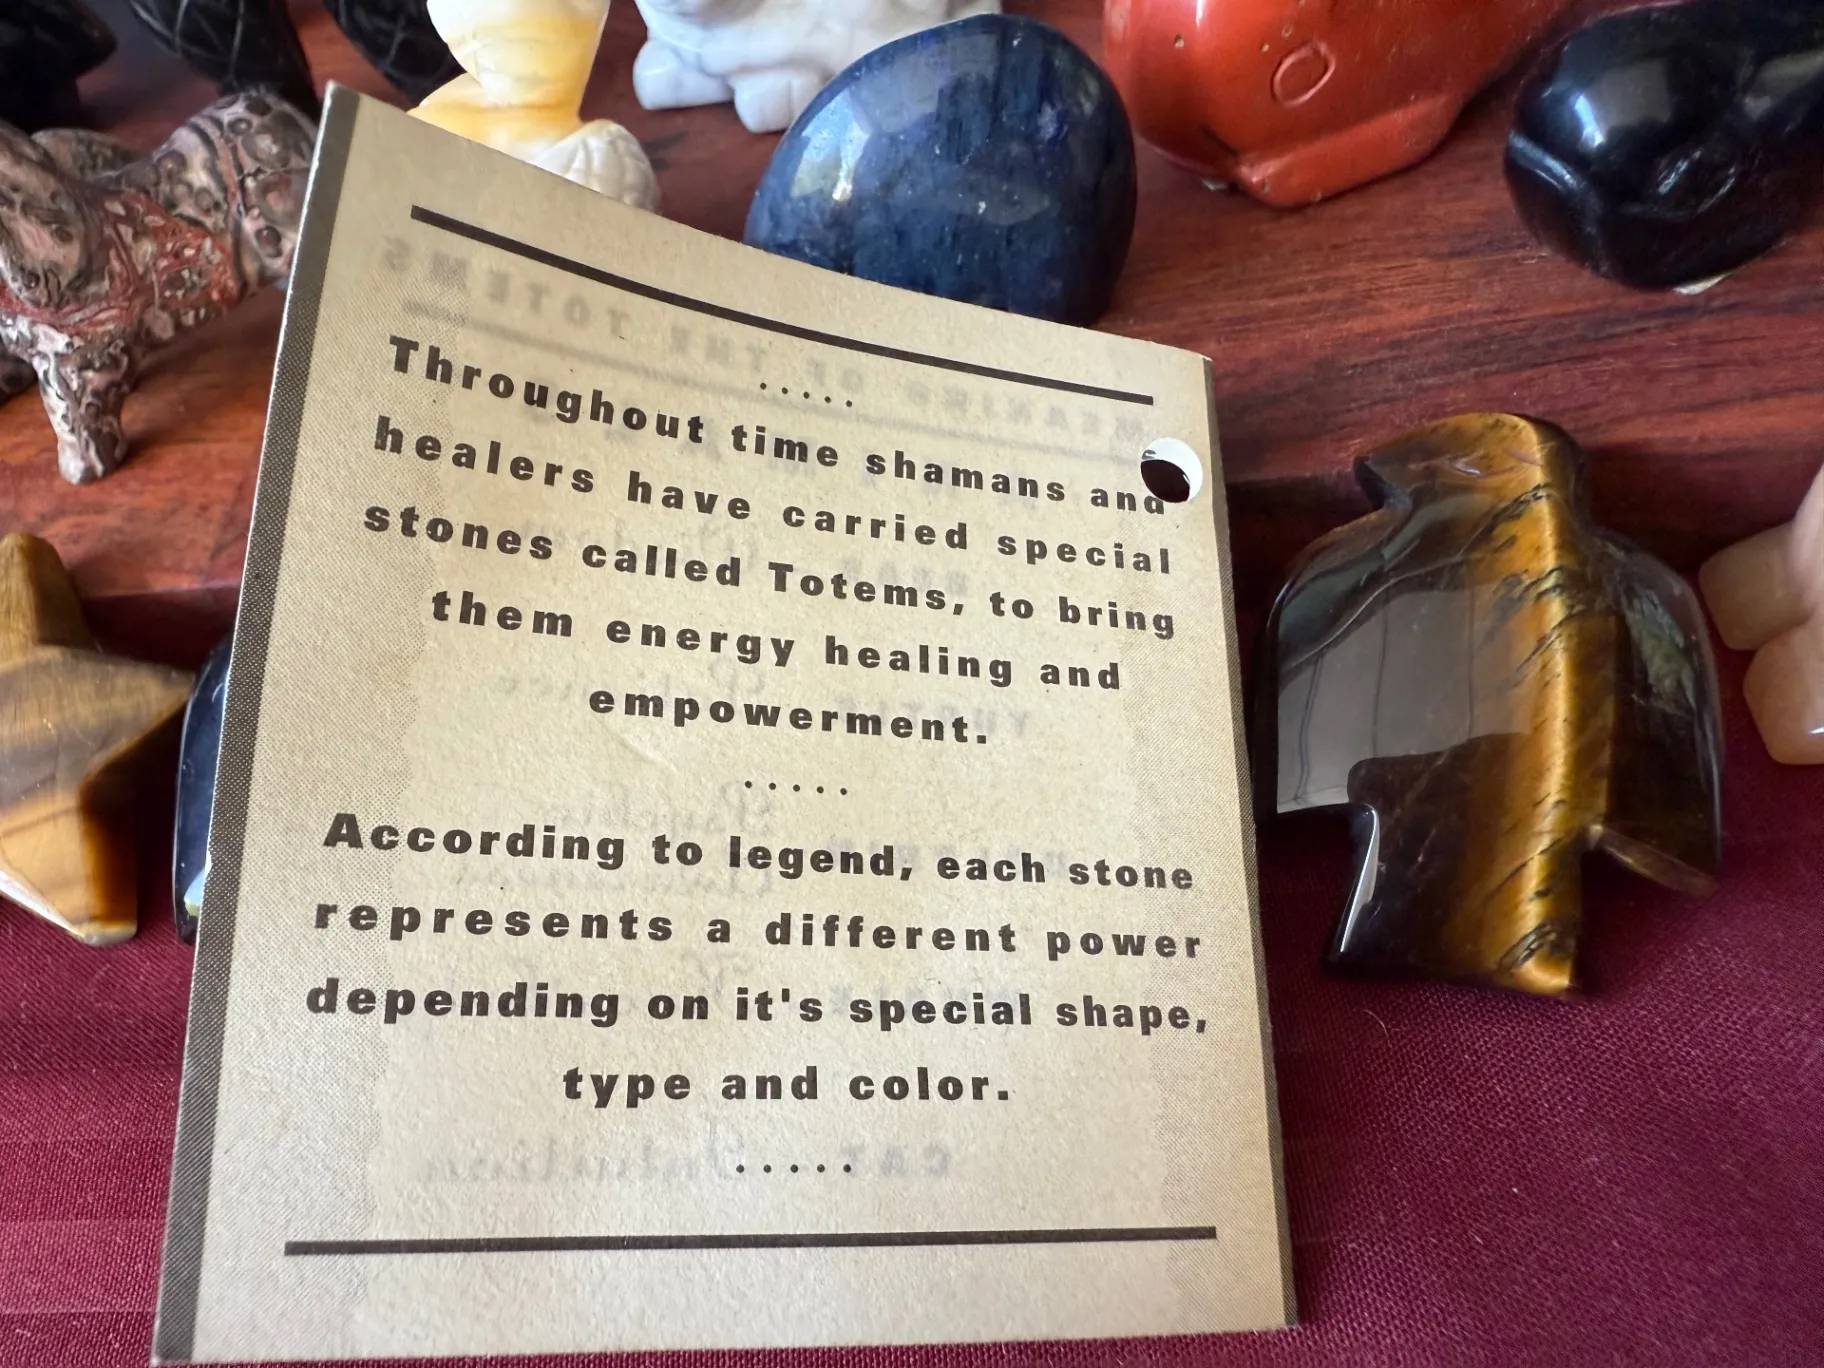 .....
Throughout time shamans and
healers have carried special
stones called Totems, to bring
them energy healing and
empowerment.
.....
According to legend, each stone
represents a different power
depending on it's special shape,
type and color.
.....